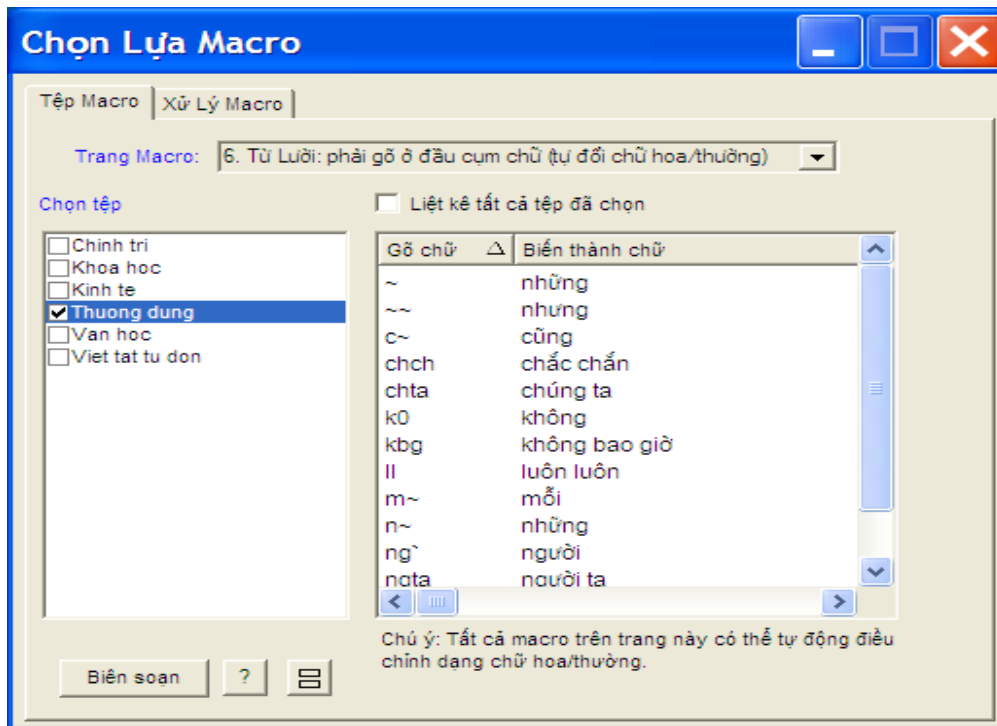 Chọn Lựa Macro
Tệp Macro Xử Lý Macro
Trang Macro: 6. Từ Lười: phải gõ ở đầu cụm chữ (tự đổi chữ hoa/thường)
Chọn tệp Liệt kê tất cả tệp đã chọn
Chinh tri
Khoa hoc
Kinh te
Thuong dung
Van hoc
Viet tat tu don
Gõ chữ Biến thành chữ
~ những
~~ nhưng
c~ cũng
chch chắc chắn
chta chúng ta
k0 không
kbg không bao giờ
ll luôn luôn
m~ mỗi
n~ những
ng` người
ngta người ta
Chú ý: Tất cả macro trên trang này có thể tự động điều
chỉnh dạng chữ hoa/thường.
Biên soạn ?